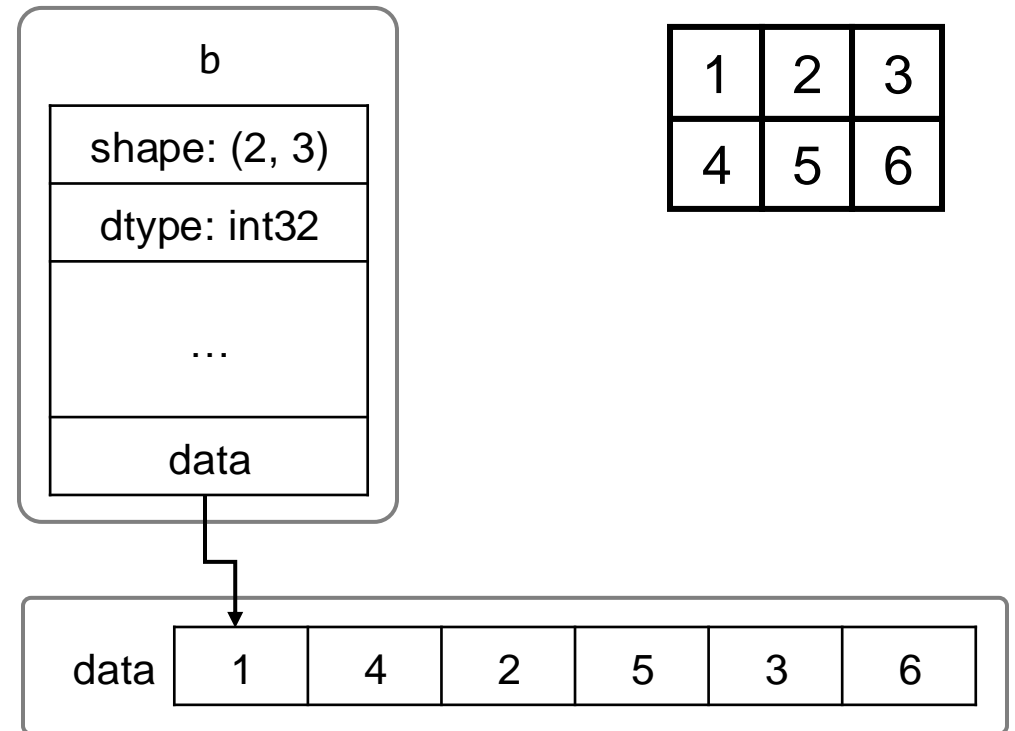 b
shape: (2, 3)
dtype: int32
…
data
1 2 3
4 5 6
data 1 4 2 5 3 6